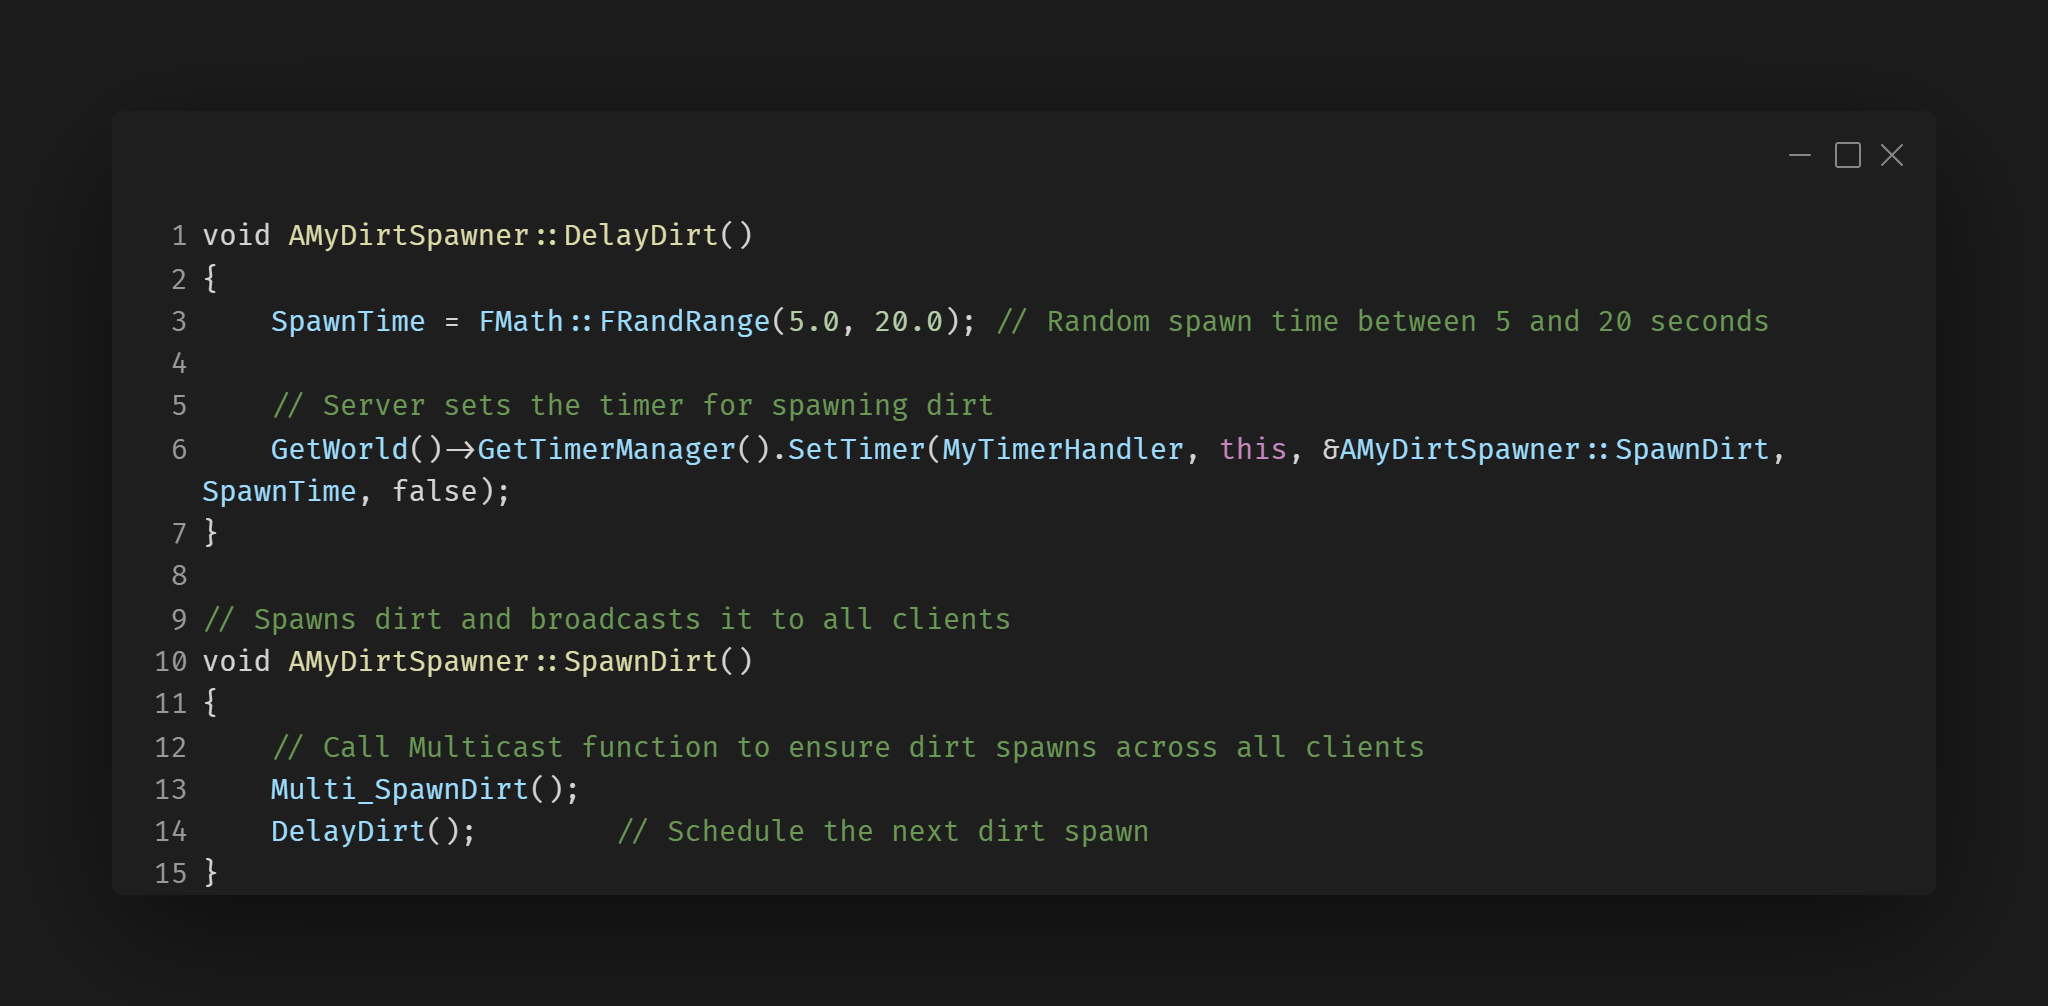 1 void AMyDirtSpawner::DelayDirt()
2 {
3     SpawnTime = FMath::FRandRange(5.0, 20.0); // Random spawn time between 5 and 20 seconds
4
5     // Server sets the timer for spawning dirt
6     GetWorld()->GetTimerManager().SetTimer(MyTimerHandler, this, &AMyDirtSpawner::SpawnDirt,
SpawnTime, false);
7 }
8
9 // Spawns dirt and broadcasts it to all clients
10 void AMyDirtSpawner::SpawnDirt()
11 {
12     // Call Multicast function to ensure dirt spawns across all clients
13     Multi_SpawnDirt();
14     DelayDirt();        // Schedule the next dirt spawn
15 }